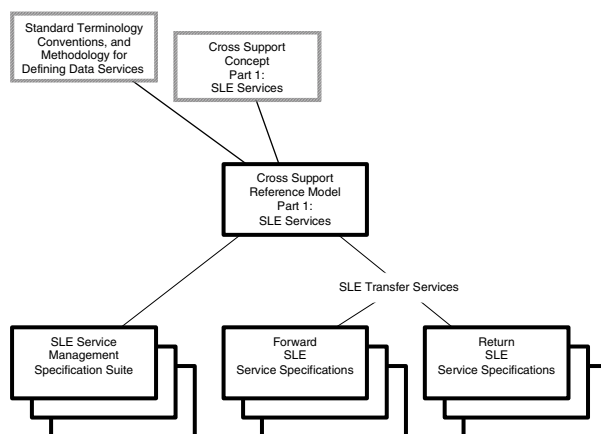 Standard Terminology
Conventions, and
Methodology for
Defining Data Services
Cross Support
Concept
Part 1:
SLE Services
Cross Support
Reference Model
Part 1:
SLE Services
SLE Transfer Services
SLE Service
Management
Specification Suite
Forward
SLE
Service Specifications
Return
SLE
Service Specifications